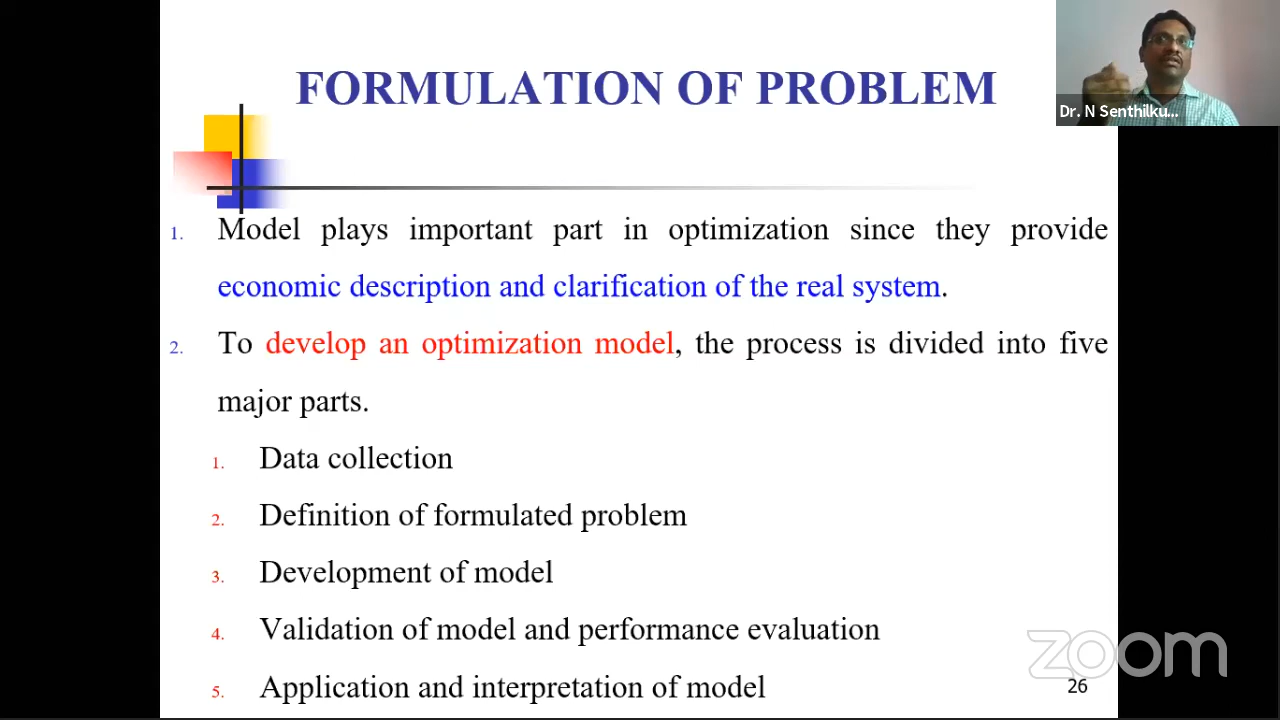 FORMULATION OF PROBLEM
Dr. N Senthilku...
1. Model plays important part in optimization since they provide
economic description and clarification of the real system.
2. To develop an optimization model, the process is divided into five
major parts.
1. Data collection
2. Definition of formulated problem
3. Development of model
4. Validation of model and performance evaluation
5. Application and interpretation of model
zoom
26